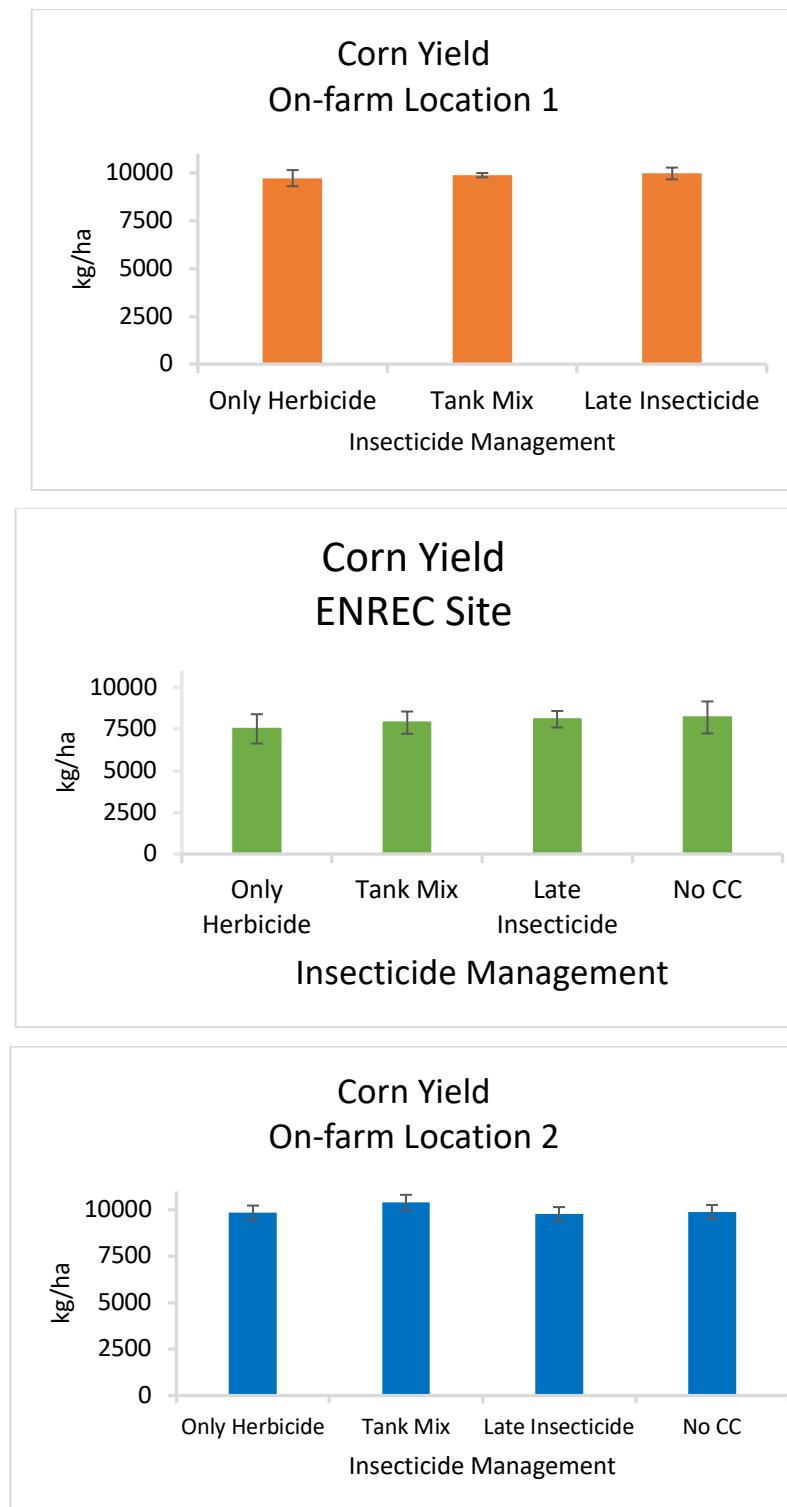 Corn Yield
On-farm Location 1
10000
7500
5000
2500
0
kg/ha
Only Herbicide Tank Mix Late Insecticide
Insecticide Management
Corn Yield
ENREC Site
10000
7500
5000
2500
0
kg/ha
Only Tank Mix Late No CC
Herbicide Insecticide
Insecticide Management
Corn Yield
On-farm Location 2
10000
7500
5000
2500
0
kg/ha
Only Herbicide Tank Mix Late Insecticide No CC
Insecticide Management